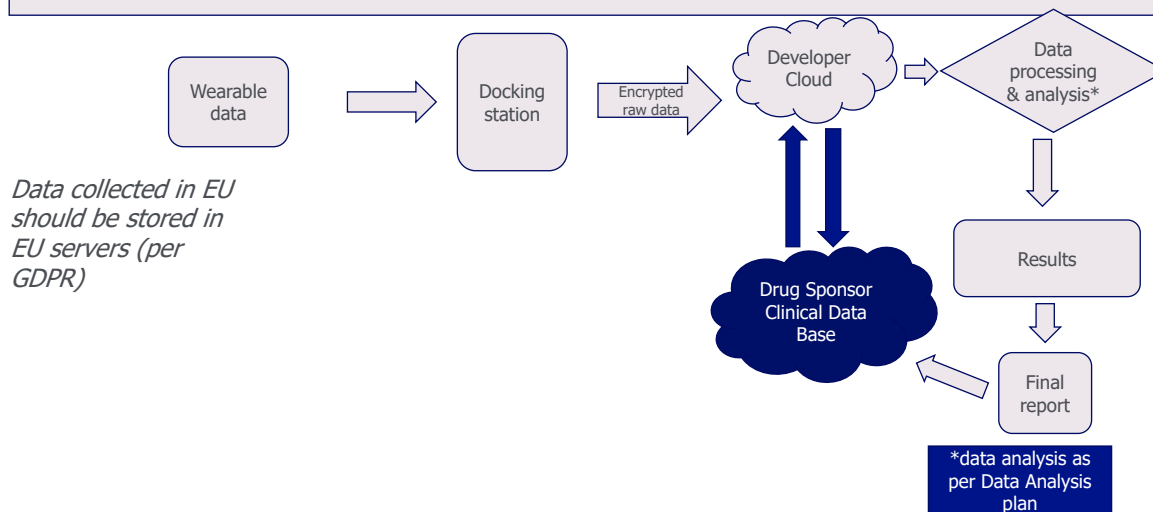 Wearable
data
Docking
station
Encrypted
raw data
Developer
Cloud
Data
processing
& analysis*
Data collected in EU
should be stored in
EU servers (per
GDPR)
Results
Drug Sponsor
Clinical Data
Base
Final
report
*data analysis as
per Data Analysis
plan